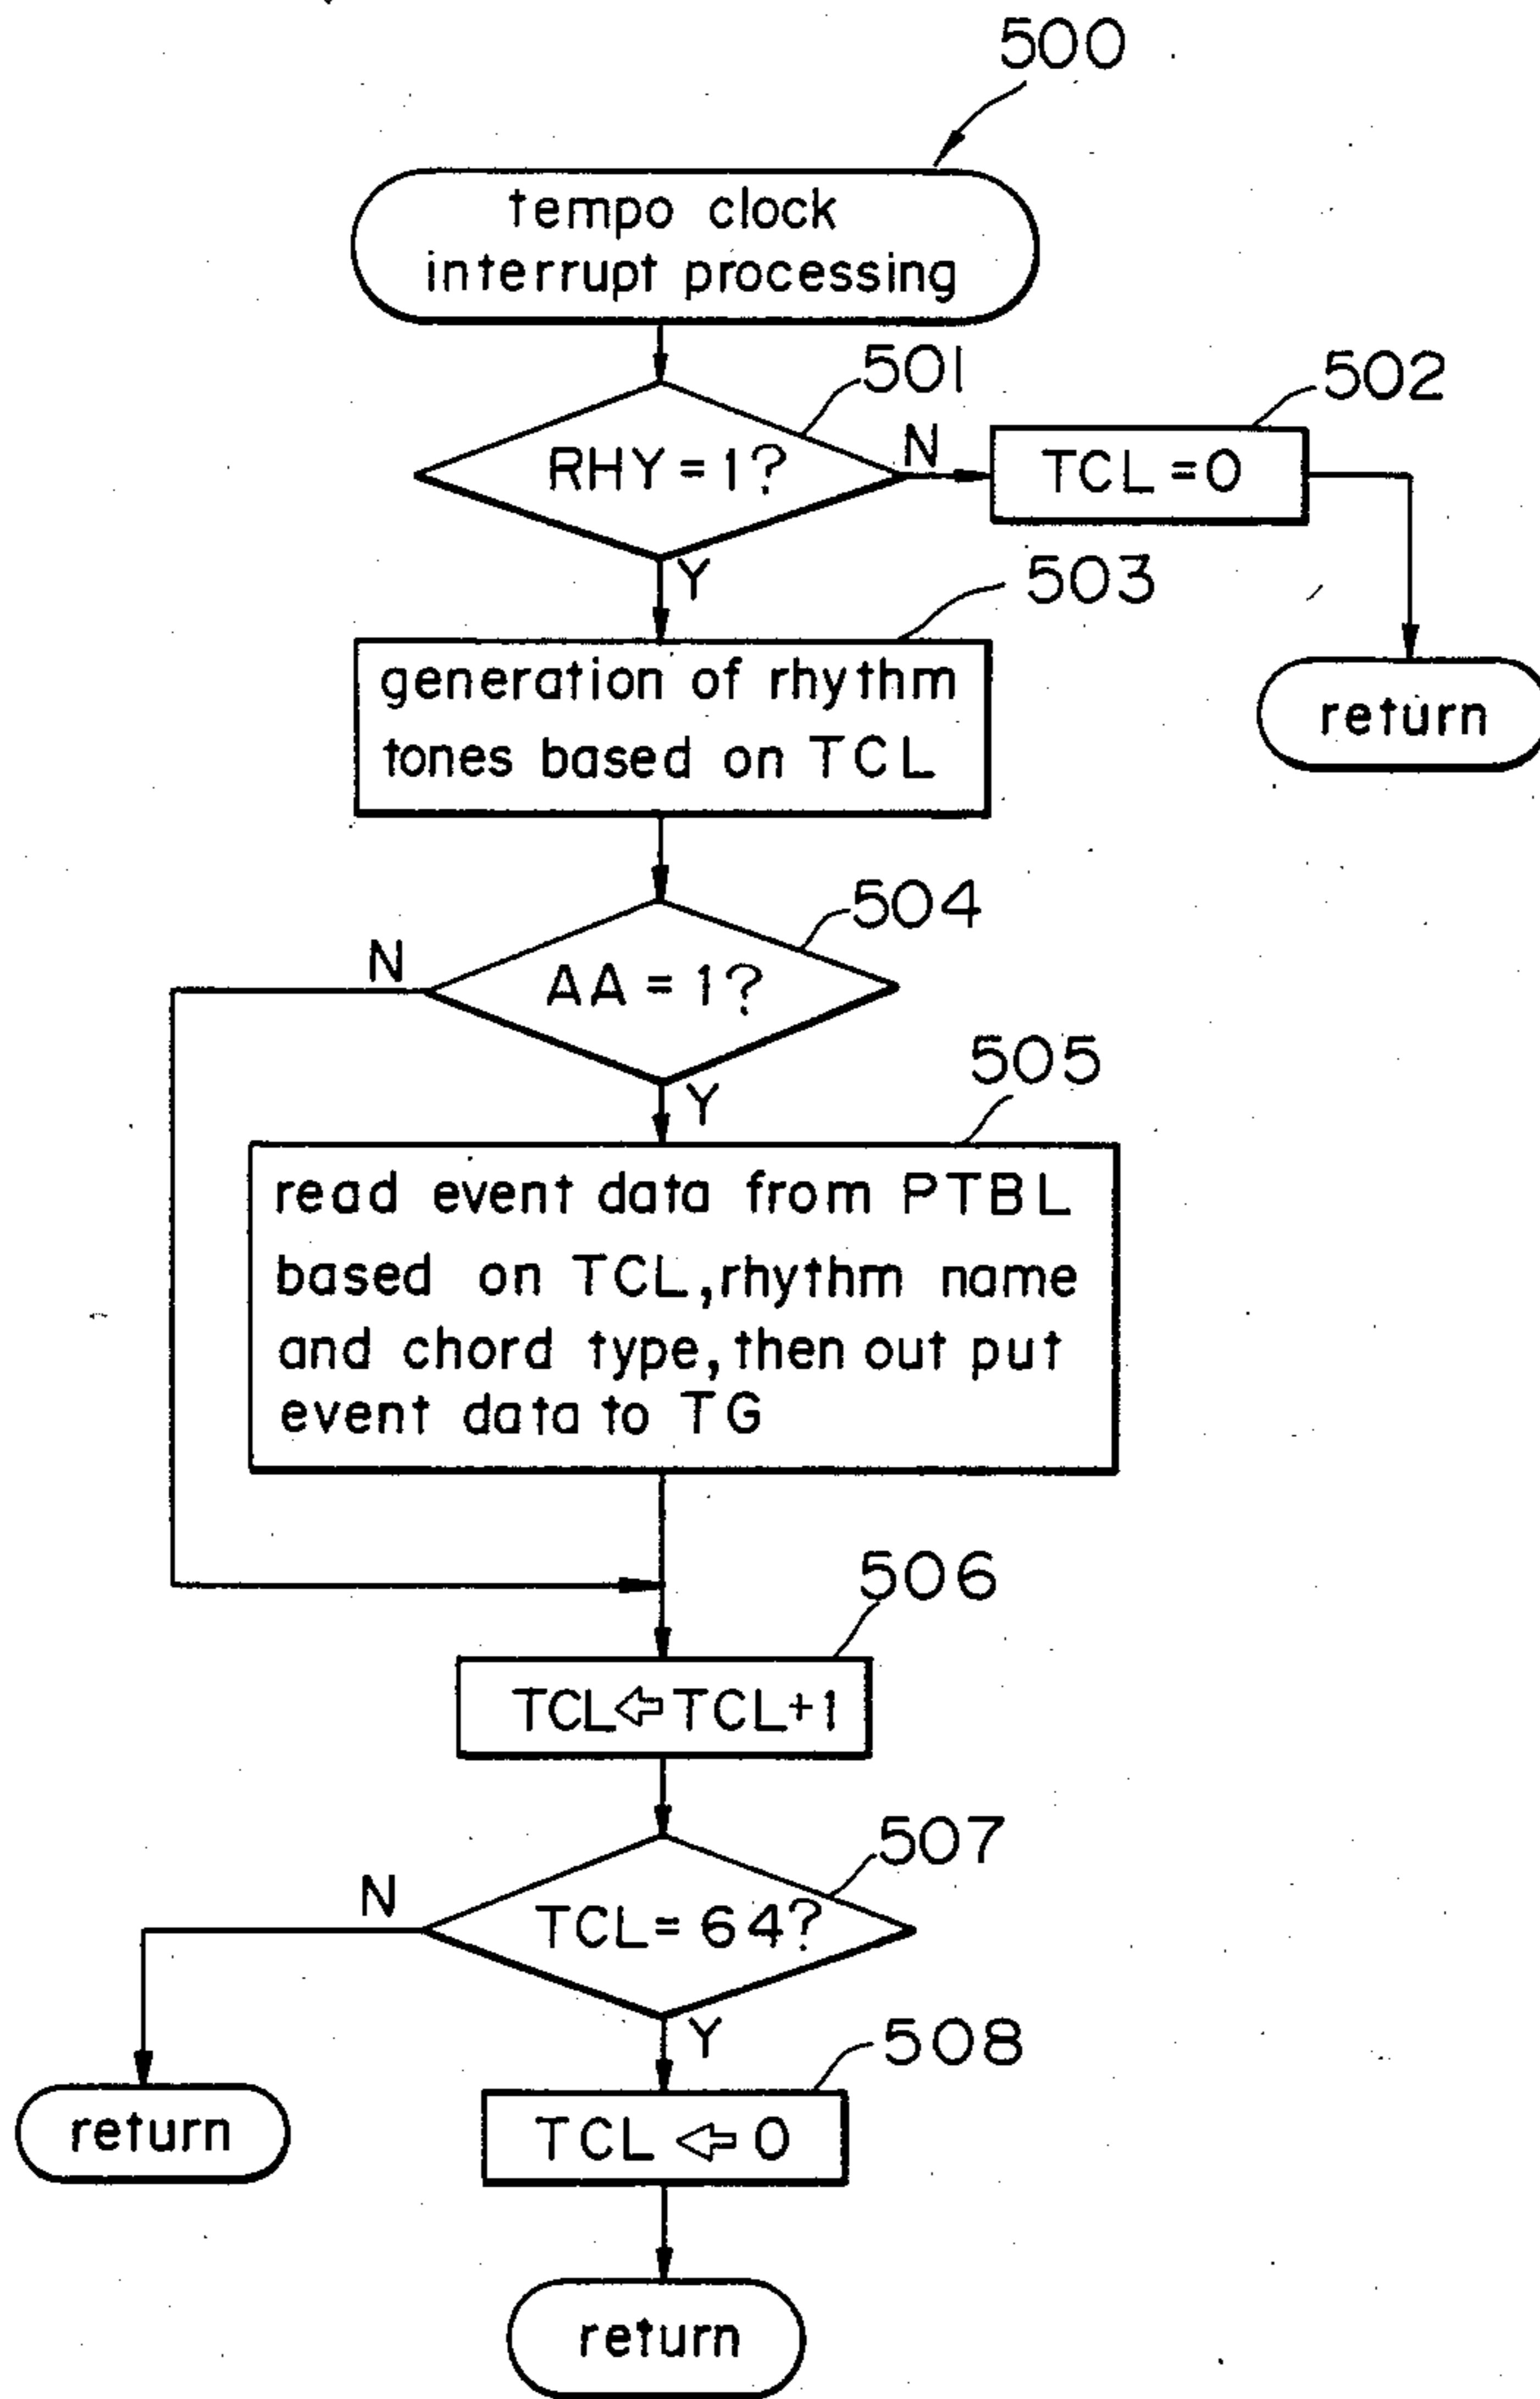 500
tempo clock
interrupt processing
501
RHY = 1?
N
502
TCL = 0
return
Y
503
generation of rhythm
tones based on TCL
504
AA = 1?
N
Y
505
read event data from PTBL
based on TCL, rhythm name
and chord type, then out put
event data to TG
506
TCL ⇦ TCL+1
507
TCL = 64?
N
return
Y
508
TCL ⇦ 0
return